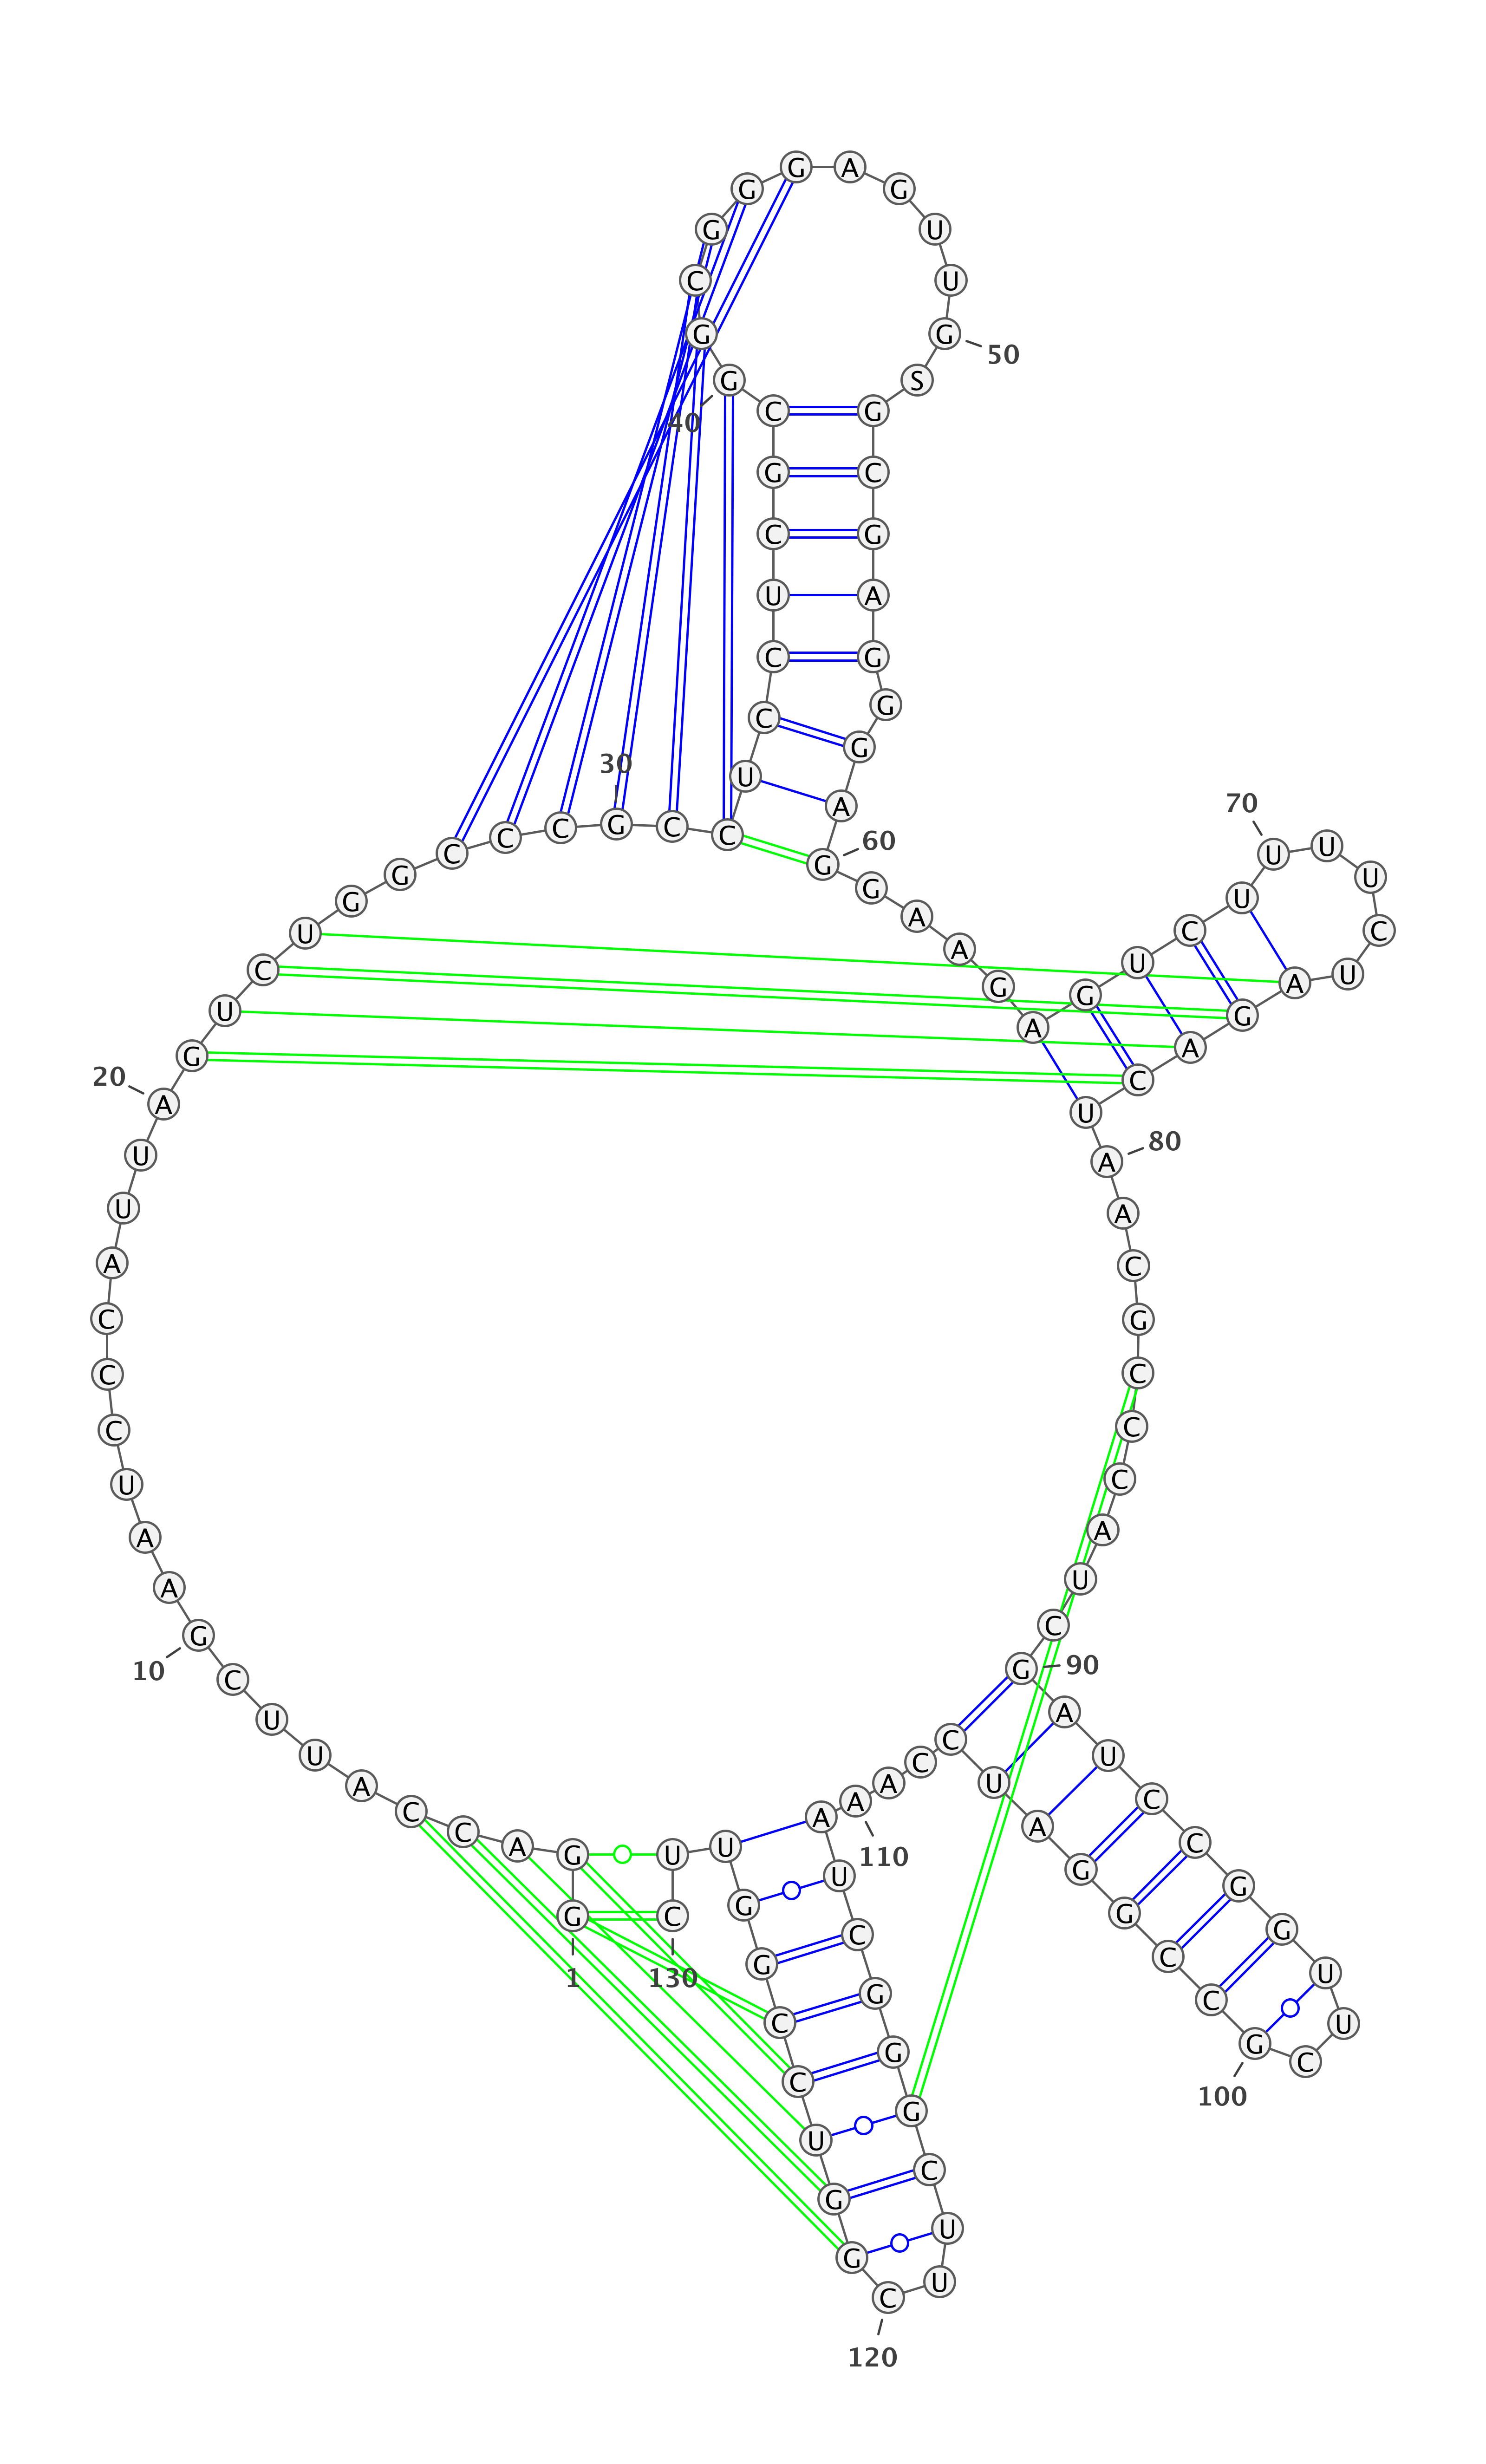 1
G G A C C A U U C G
10
A A U C C C A U U A
20
G U C U G G C C C G
30
C C U C C U C G C G
40
G C G G G A G U U G
50
S G C G A G G G A G
60
G A A G A G U C U U
70
U U C U A G A C U A
80
A C G C C C A U C G
90
A U C C G G U U C G
100
C C G G A U C C A A
110
A U C G G G C U U C
120
G G U C C G G U U C
130